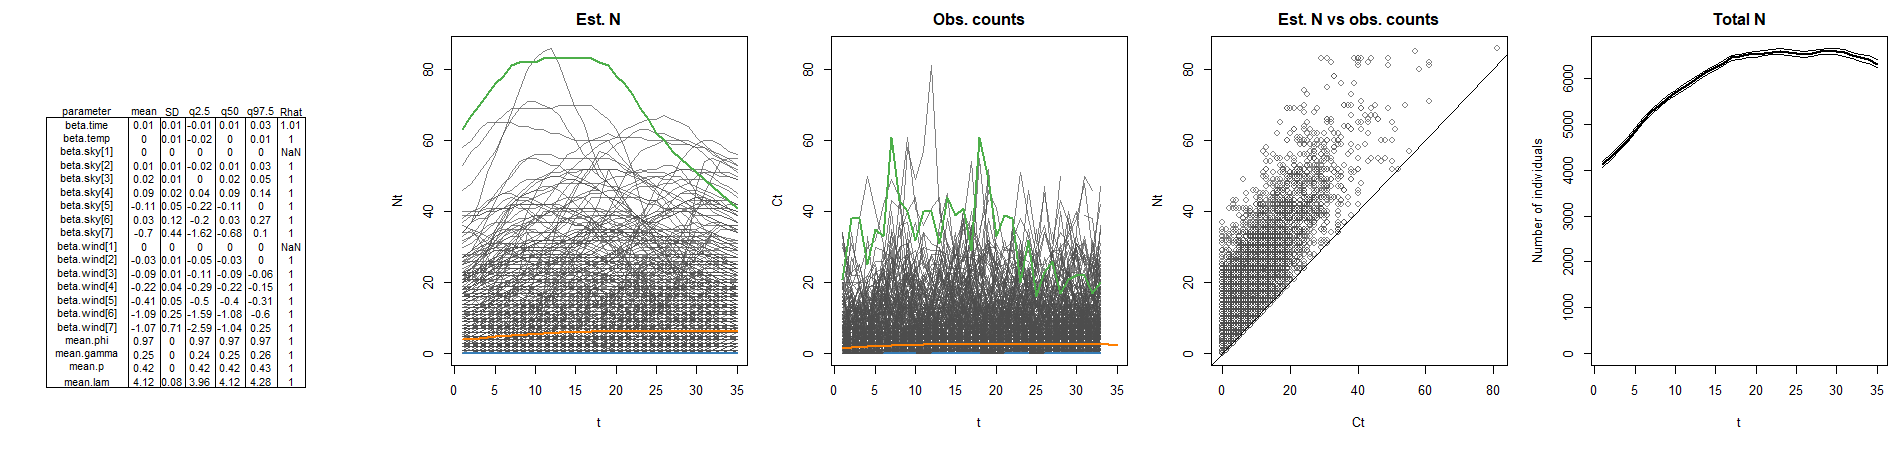 parameter mean SD q2.5 q50 q97.5 Rhat
beta.time 0.01 0.01 -0.01 0.01 0.03 1.01
beta.temp 0 0.01 -0.02 0 0.01 1
beta.sky[1] 0 0 0 0 0 NaN
beta.sky[2] 0.01 0.01 -0.02 0.01 0.03 1
beta.sky[3] 0.02 0.01 0 0.02 0.05 1
beta.sky[4] 0.09 0.02 0.04 0.09 0.14 1
beta.sky[5] -0.11 0.05 -0.22 -0.11 0 1
beta.sky[6] 0.03 0.12 -0.2 0.03 0.27 1
beta.sky[7] -0.7 0.44 -1.62 -0.68 0.1 1
beta.wind[1] 0 0 0 0 0 NaN
beta.wind[2] -0.03 0.01 -0.05 -0.03 0 1
beta.wind[3] -0.09 0.01 -0.11 -0.09 -0.06 1
beta.wind[4] -0.22 0.04 -0.29 -0.22 -0.15 1
beta.wind[5] -0.41 0.05 -0.5 -0.4 -0.31 1
beta.wind[6] -1.09 0.25 -1.59 -1.08 -0.6 1
beta.wind[7] -1.07 0.71 -2.59 -1.04 0.25 1
mean.phi 0.97 0 0.97 0.97 0.97 1
mean.gamma 0.25 0 0.24 0.25 0.26 1
mean.p 0.42 0 0.42 0.42 0.43 1
mean.lam 4.12 0.08 3.96 4.12 4.28 1
Est. N
Nt
80
60
40
20
0
0 5 10 15 20 25 30 35
t
Obs. counts
Ct
80
60
40
20
0
0 5 10 15 20 25 30 35
t
Est. N vs obs. counts
Nt
80
60
40
20
0
0 20 40 60 80
Ct
Total N
Number of individuals
6000
5000
4000
3000
2000
1000
0
0 5 10 15 20 25 30 35
t